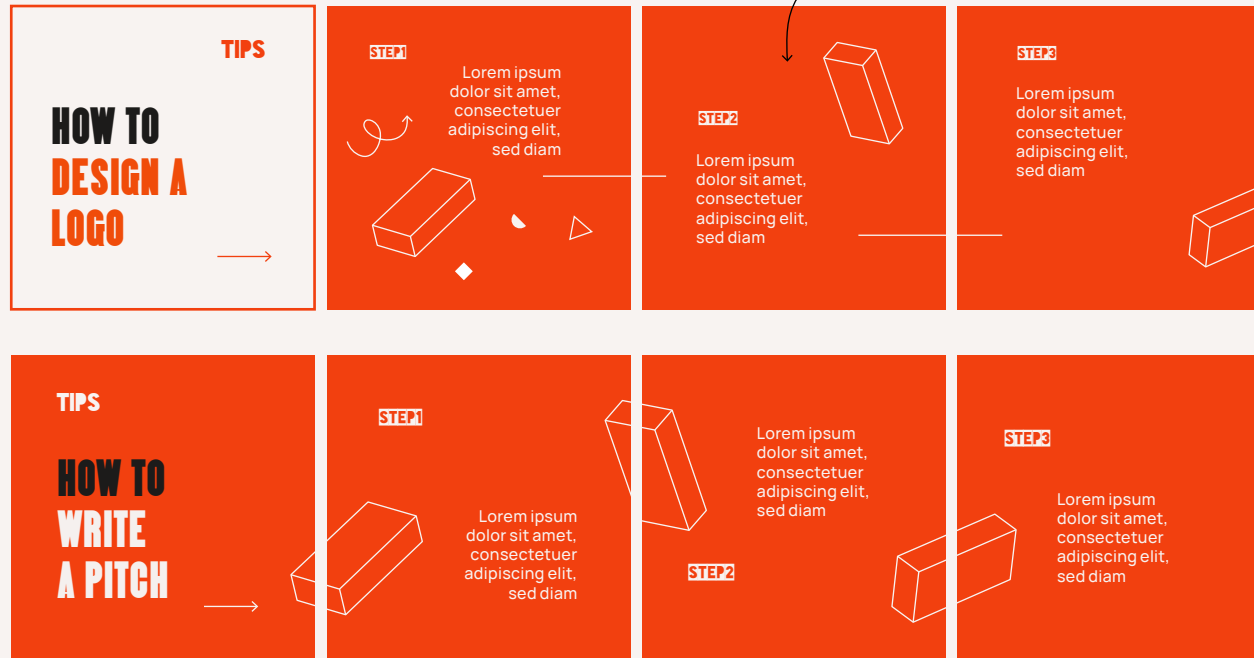 TIPS
HOW TO
DESIGN A
LOGO
STEP1
Lorem ipsum
dolor sit amet,
consectetuer
adipiscing elit,
sed diam
STEP2
Lorem ipsum
dolor sit amet,
consectetuer
adipiscing elit,
sed diam
STEP3
Lorem ipsum
dolor sit amet,
consectetuer
adipiscing elit,
sed diam
TIPS
HOW TO
WRITE
A PITCH
STEP1
Lorem ipsum
dolor sit amet,
consectetuer
adipiscing elit,
sed diam
Lorem ipsum
dolor sit amet,
consectetuer
adipiscing elit,
sed diam
STEP2
STEP3
Lorem ipsum
dolor sit amet,
consectetuer
adipiscing elit,
sed diam